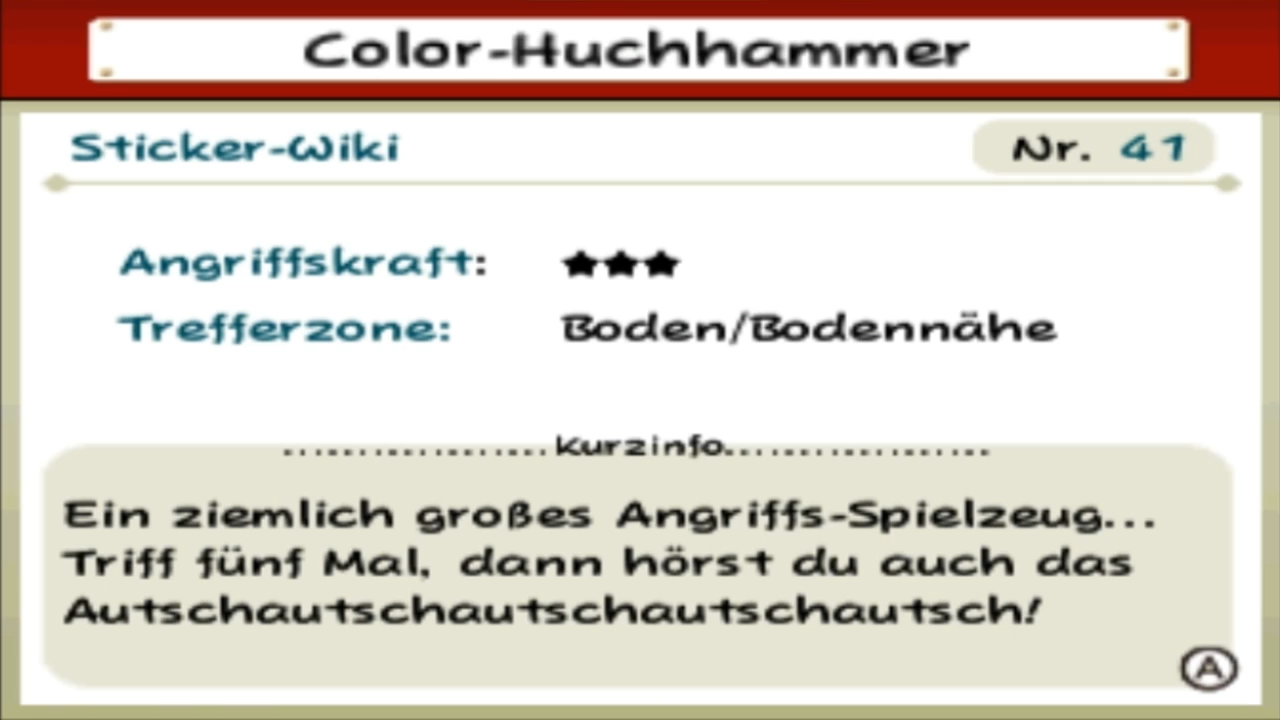 Color-Huchhammer
Sticker-Wiki
Nr. 41
Angriffskraft: ★★★
Trefferzone: Boden/Bodennähe
Kurzinfo
Ein ziemlich großes Angriffs-Spielzeug...
Triff fünf Mal, dann hörst du auch das
Autschautschautschautschautsch!
A